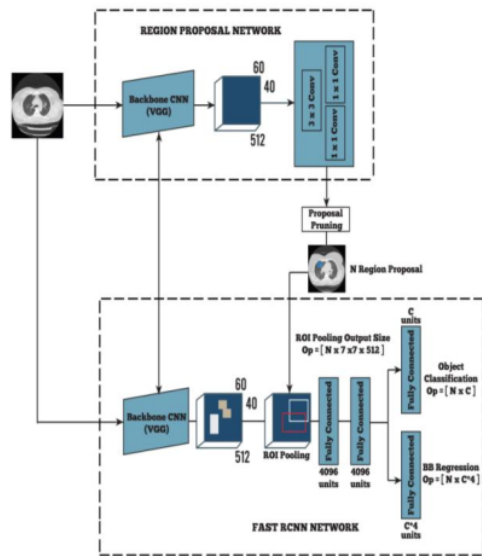 REGION PROPOSAL NETWORK
Backbone CNN
(VGG)
60
40
512
3 x 3 Conv
1 x 1 Conv
1 x 1 Conv
Proposal
Pruning
N Region Proposal
ROI Pooling Output Size
Op = [ N x 7 x7 x 512 ]
C
units
Fully Connected
Object
Classification
Op = [ N x C ]
Backbone CNN
(VGG)
60
40
512
ROI Pooling
Fully Connected
4096
units
Fully Connected
4096
units
Fully Connected
BB Regression
Op = [ N x C*4 ]
C*4
units
FAST RCNN NETWORK